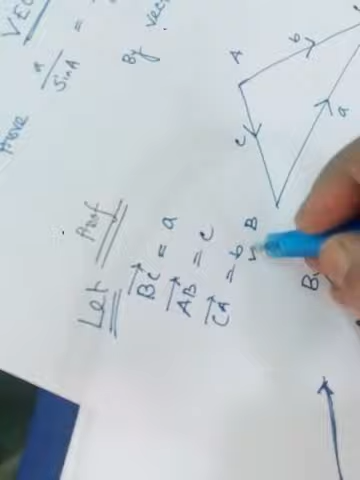 VEC
Prove
a/SinA =
By vec
A
b
c
a
B
Proof
Let
BC = a
AB = c
CA = b